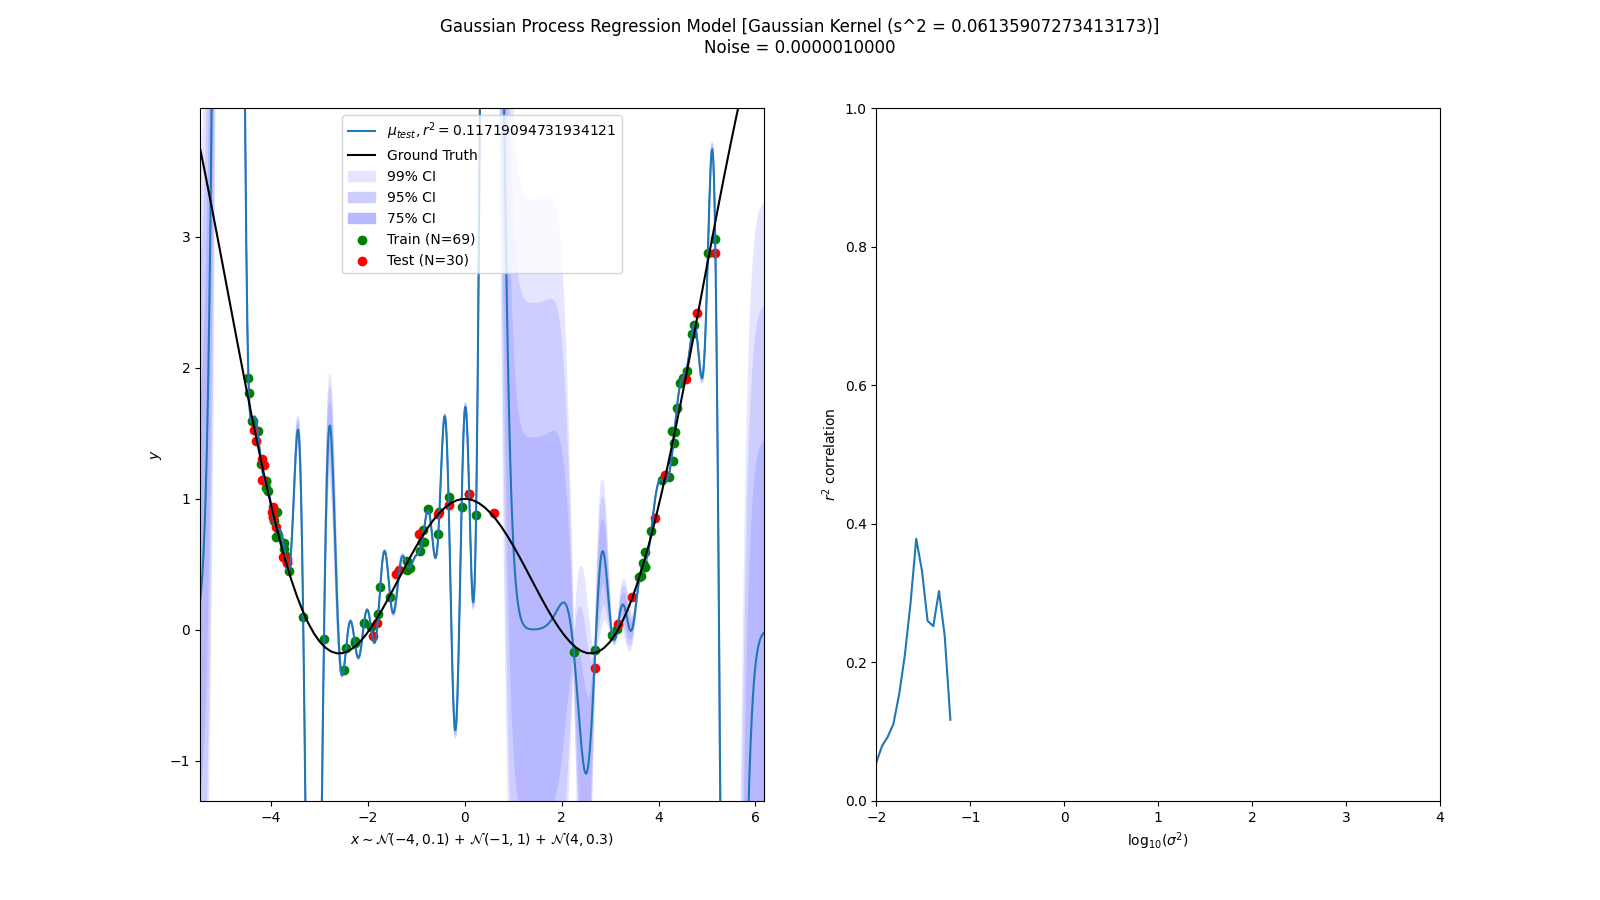 Gaussian Process Regression Model [Gaussian Kernel (s^2 = 0.06135907273413173)]
Noise = 0.0000010000
μ_test, r² = 0.11719094731934121
Ground Truth
99% CI
95% CI
75% CI
Train (N=69)
Test (N=30)
3
2
1
0
−1
y
−4 −2 0 2 4 6
x ∼ 𝒩(−4, 0.1) + 𝒩(−1, 1) + 𝒩(4, 0.3)
1.0
0.8
0.6
0.4
0.2
0.0
r² correlation
−2 −1 0 1 2 3 4
log₁₀(σ²)